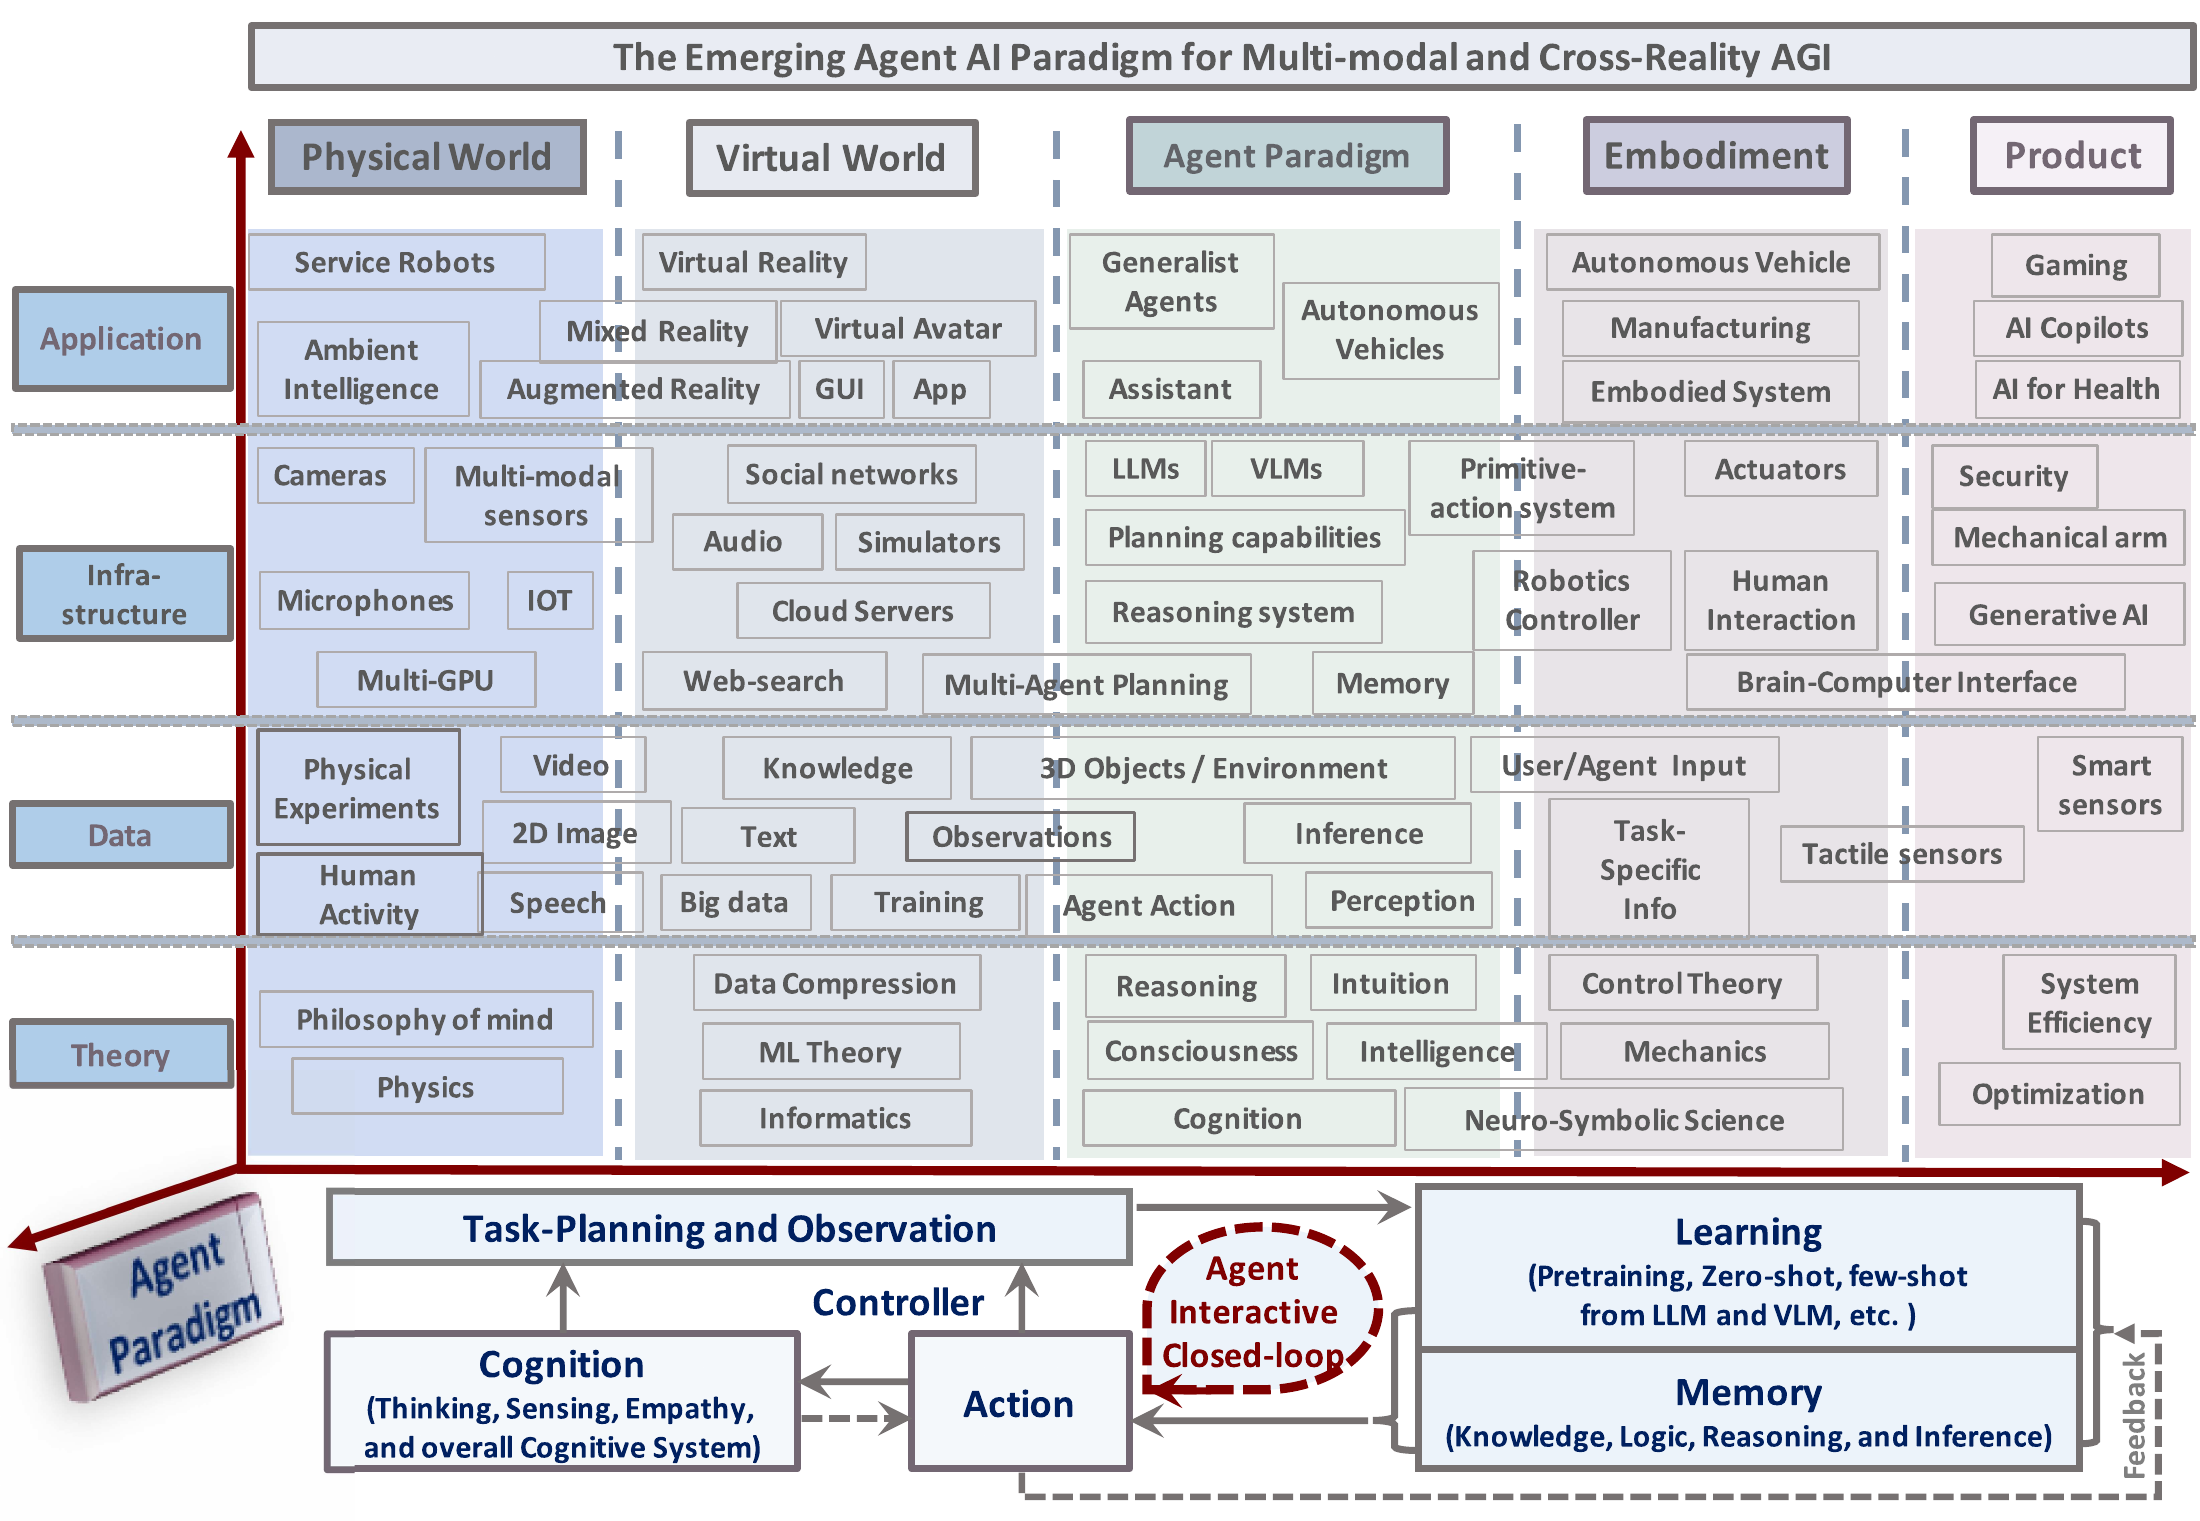 The Emerging Agent AI Paradigm for Multi-modal and Cross-Reality AGI
Physical World
Virtual World
Agent Paradigm
Embodiment
Product
Application
Service Robots
Ambient
Intelligence
Mixed Reality
Augmented Reality
Virtual Reality
Virtual Avatar
GUI
App
Generalist
Agents
Autonomous
Vehicles
Assistant
Autonomous Vehicle
Manufacturing
Embodied System
Gaming
AI Copilots
AI for Health
Infra-
structure
Cameras
Multi-modal
sensors
Microphones
IOT
Multi-GPU
Social networks
Audio
Simulators
Cloud Servers
Web-search
Multi-Agent Planning
LLMs
VLMs
Planning capabilities
Reasoning system
Memory
Primitive-
action system
Robotics
Controller
Actuators
Human
Interaction
Brain-Computer Interface
Security
Mechanical arm
Generative AI
Data
Physical
Experiments
Human
Activity
Video
2D Image
Speech
Knowledge
Text
Big data
Training
Observations
3D Objects / Environment
Inference
Agent Action
Perception
User/Agent Input
Task-
Specific
Info
Tactile sensors
Smart
sensors
Theory
Philosophy of mind
Physics
Data Compression
ML Theory
Informatics
Reasoning
Intuition
Consciousness
Intelligence
Cognition
Neuro-Symbolic Science
Control Theory
Mechanics
System
Efficiency
Optimization
Agent
Paradigm
Task-Planning and Observation
Controller
Cognition
(Thinking, Sensing, Empathy,
and overall Cognitive System)
Action
Agent
Interactive
Closed-loop
Learning
(Pretraining, Zero-shot, few-shot
from LLM and VLM, etc. )
Memory
(Knowledge, Logic, Reasoning, and Inference)
Feedback